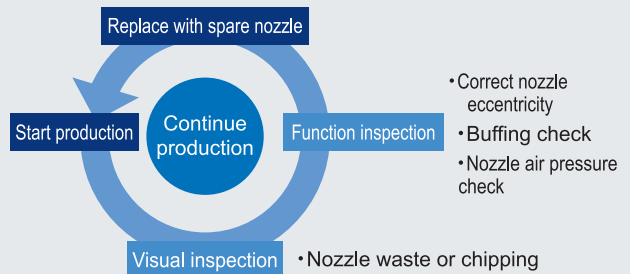 Replace with spare nozzle
Start production
Continue
production
Function inspection
・Correct nozzle
eccentricity
・Buffing check
・Nozzle air pressure
check
Visual inspection
・Nozzle waste or chipping